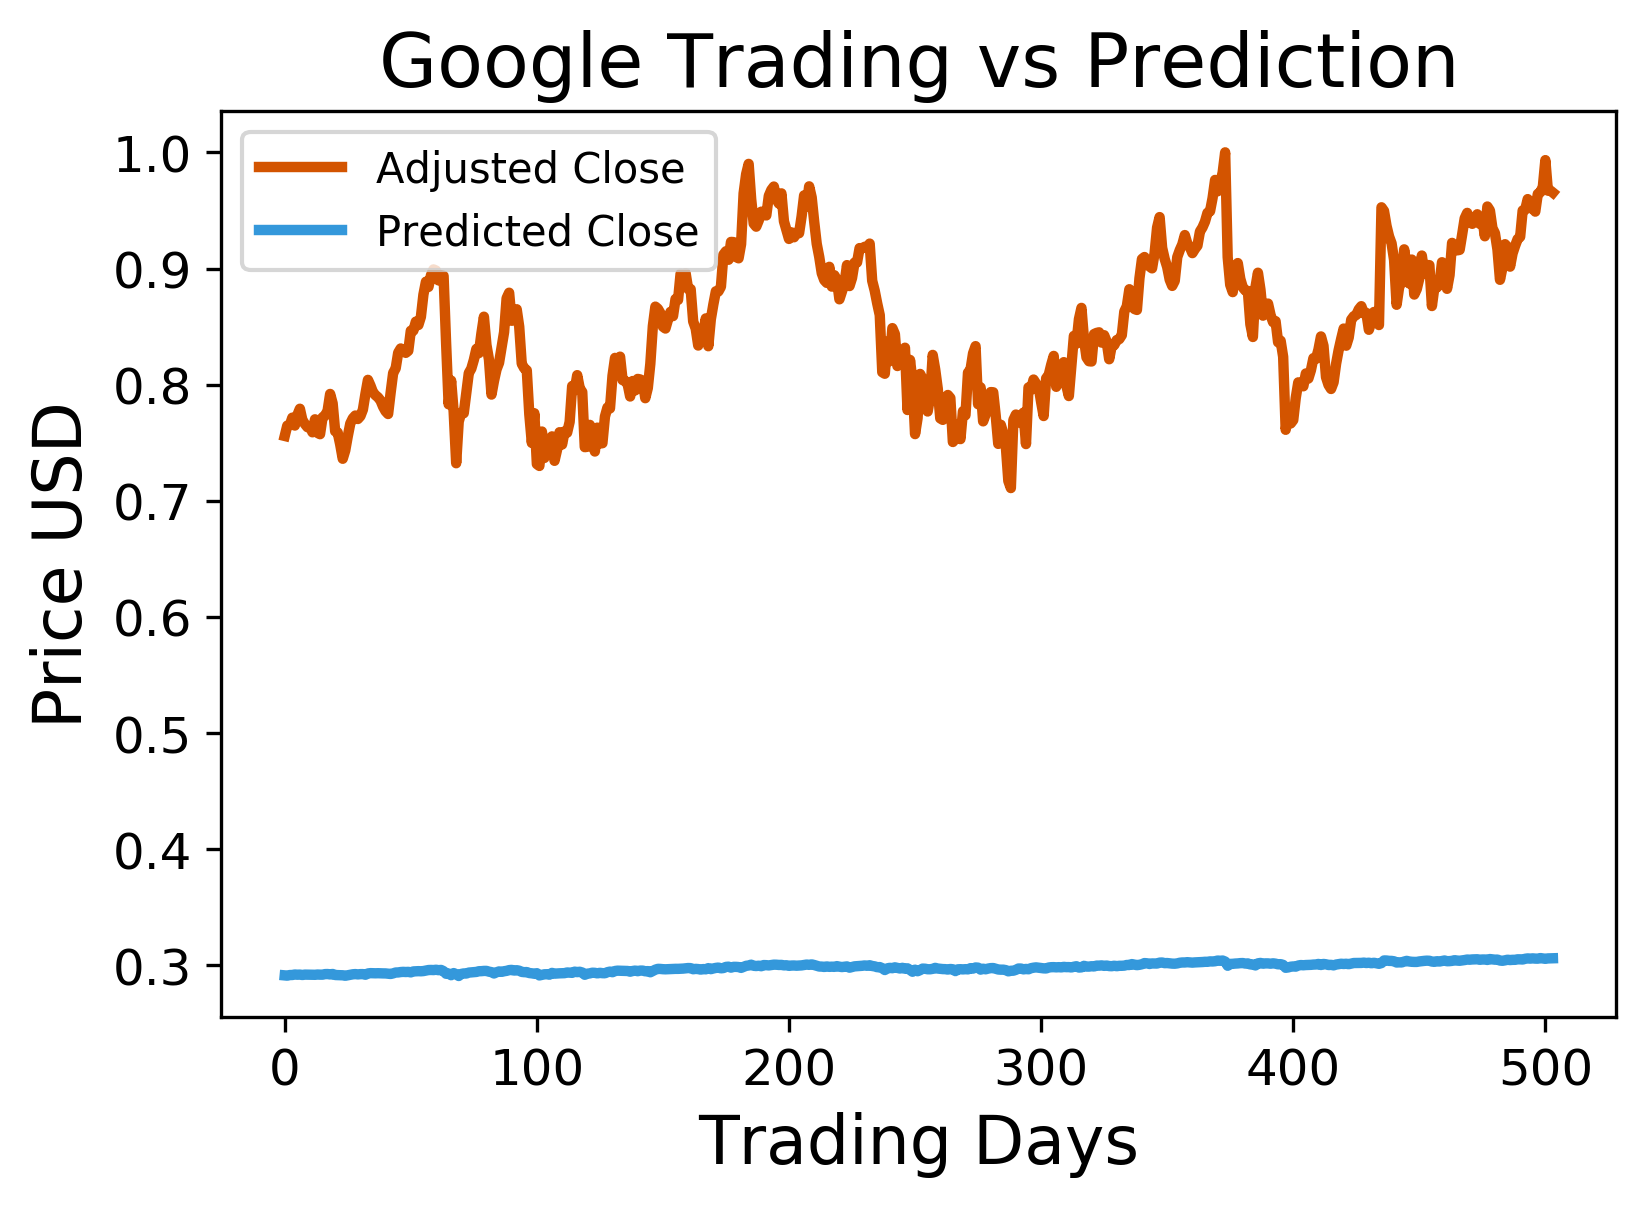 Google Trading vs Prediction
Adjusted Close
Predicted Close
Price USD
1.0
0.9
0.8
0.7
0.6
0.5
0.4
0.3
0 100 200 300 400 500
Trading Days